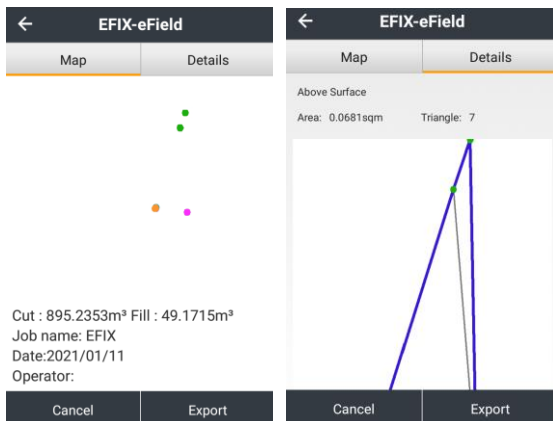 EFIX-eField
Map Details
Cut : 895.2353m³ Fill : 49.1715m³
Job name: EFIX
Date:2021/01/11
Operator:
Cancel Export
EFIX-eField
Map Details
Above Surface
Area: 0.0681sqm Triangle: 7
Cancel Export